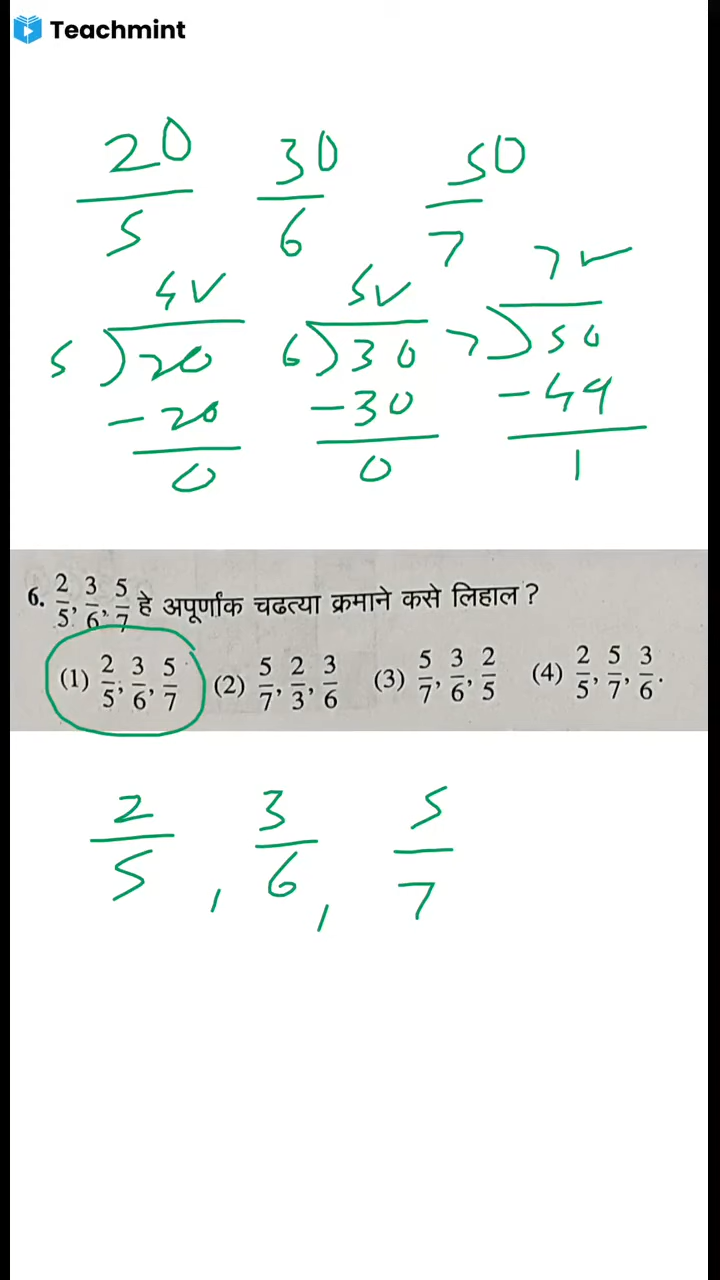 Teachmint
20/5 30/6 50/7
4✓ 5✓ 7✓
5)20 6)30 7)50
-20 -30 -49
0 0 1
6. 2/5, 3/6, 5/7 हे अपूर्णांक चढत्या क्रमाने कसे लिहाल ?
(1) 2/5, 3/6, 5/7 (2) 5/7, 2/3, 3/6 (3) 5/7, 3/6, 2/5 (4) 2/5, 5/7, 3/6.
2/5, 3/6, 5/7